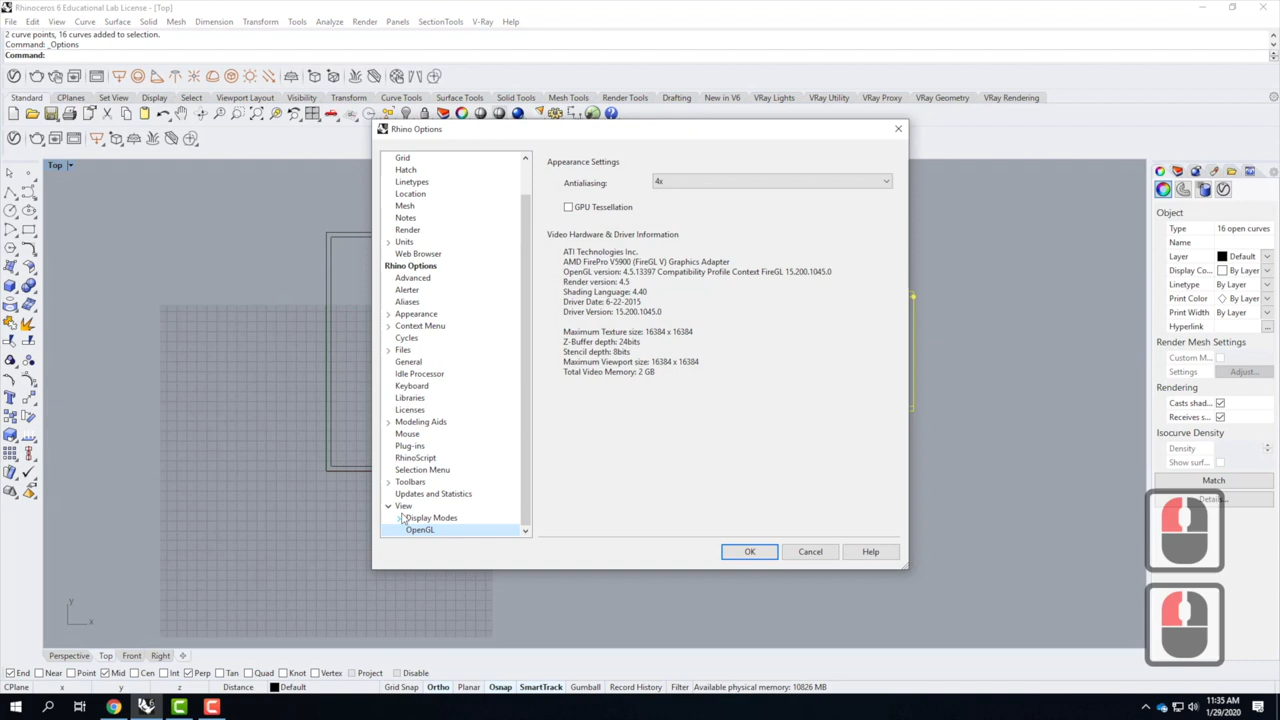 Rhinoceros 6 Educational Lab License - [Top]
File Edit View Curve Surface Solid Mesh Dimension Transform Tools Analyze Render Panels SectionTools V-Ray Help
2 curve points, 16 curves added to selection.
Command: _Options
Command:
Standard CPlanes Set View Display Select Viewport Layout Visibility Transform Curve Tools Surface Tools Solid Tools Mesh Tools Render Tools Drafting New in V6 VRay Lights VRay Utility VRay Proxy VRay Geometry VRay Rendering
Top
Rhino Options
Grid
Hatch
Linetypes
Location
Mesh
Notes
Render
Units
Web Browser
Rhino Options
Advanced
Alerter
Aliases
Appearance
Context Menu
Cycles
Files
General
Idle Processor
Keyboard
Libraries
Licenses
Modeling Aids
Mouse
Plug-ins
RhinoScript
Selection Menu
Toolbars
Updates and Statistics
View
Display Modes
OpenGL
Appearance Settings
Antialiasing: 4x
GPU Tessellation
Video Hardware & Driver Information
ATI Technologies Inc.
AMD FirePro V5900 (FireGL V) Graphics Adapter
OpenGL version: 4.5.13397 Compatibility Profile Context FireGL 15.200.1045.0
Render version: 4.5
Shading Language: 4.40
Driver Date: 6-22-2015
Driver Version: 15.200.1045.0
Maximum Texture size: 16384 x 16384
Z-Buffer depth: 24bits
Stencil depth: 8bits
Maximum Viewport size: 16384 x 16384
Total Video Memory: 2 GB
OK Cancel Help
Object
Type 16 open curves
Name
Layer Default
Display Co... By Layer
Linetype By Layer
Print Color By Layer
Print Width By Layer
Hyperlink ...
Render Mesh Settings
Custom M...
Settings Adjust...
Rendering
Casts shad...
Receives s...
Isocurve Density
Density
Show surf...
Match
Details...
y
x
Perspective Top Front Right
End Near Point Mid Cen Int Perp Tan Quad Knot Vertex Project Disable
CPlane x y z Distance Default Grid Snap Ortho Planar Osnap SmartTrack Gumball Record History Filter Available physical memory: 10826 MB
11:35 AM
1/29/2020